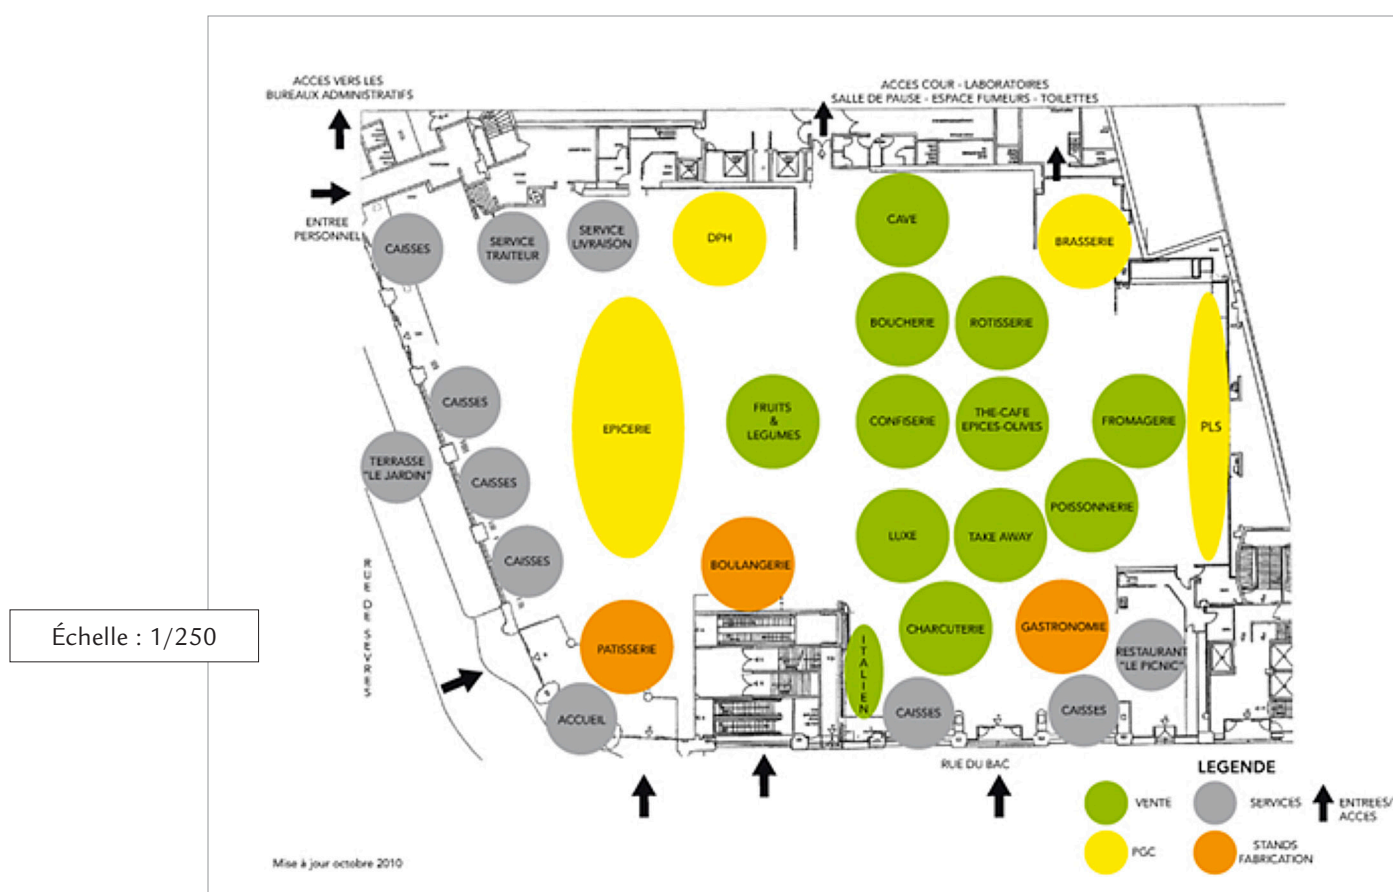 ACCES VERS LES
BUREAUX ADMINISTRATIFS
ACCES COUR - LABORATOIRES
SALLE DE PAUSE - ESPACE FUMEURS - TOILETTES
ENTREE
PERSONNEL
CAISSES
SERVICE
TRAITEUR
SERVICE
LIVRAISON
DPH
CAVE
BRASSERIE
BOUCHERIE
ROTISSERIE
CAISSES
EPICERIE
FRUITS
&
LEGUMES
CONFISERIE
THE-CAFE
EPICES-OLIVES
FROMAGERIE
PLS
TERRASSE
"LE JARDIN"
CAISSES
POISSONNERIE
CAISSES
BOULANGERIE
LUXE
TAKE AWAY
RUE DE SEVRES
Échelle : 1/250
PATISSERIE
ITALIEN
CHARCUTERIE
GASTRONOMIE
RESTAURANT
"LE PICNIC"
ACCUEIL
CAISSES
CAISSES
RUE DU BAC
LEGENDE
VENTE
SERVICES
ENTREES/
ACCES
PGC
STANDS
FABRICATION
Mise à jour octobre 2010